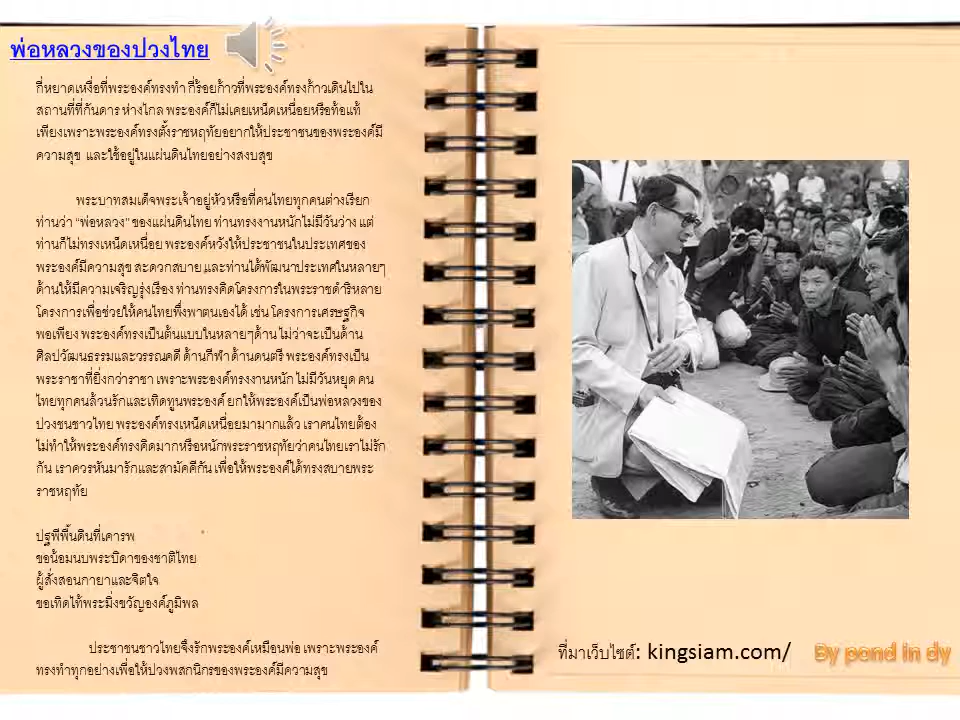 พ่อหลวงของปวงไทย
กี่หยาดเหงื่อที่พระองค์ทรงทำ กี่ร้อยก้าวที่พระองค์ทรงก้าวเดินไปใน
สถานที่ที่กันดาร ห่างไกล พระองค์ก็ไม่เคยเหน็ดเหนื่อยหรือท้อแท้
เพียงเพราะพระองค์ทรงตั้งราชหฤทัยอยากให้ประชาชนของพระองค์มี
ความสุข และใช้อยู่ในแผ่นดินไทยอย่างสงบสุข
พระบาทสมเด็จพระเจ้าอยู่หัว หรือที่คนไทยทุกคนต่างเรียก
ท่านว่า "พ่อหลวง" ของแผ่นดินไทย ท่านทรงงานหนักไม่มีวันว่าง แต่
ท่านก็ไม่ทรงเหน็ดเหนื่อย พระองค์หวังให้ประชาชนในประเทศของ
พระองค์มีความสุข สะดวกสบาย และท่านได้พัฒนาประเทศในหลายๆ
ด้านให้มีความเจริญรุ่งเรือง ท่านทรงคิดโครงการในพระราชดำริหลาย
โครงการเพื่อช่วยให้คนไทยพึ่งพาตนเองได้ เช่น โครงการเศรษฐกิจ
พอเพียง พระองค์ทรงเป็นต้นแบบในหลายๆด้าน ไม่ว่าจะเป็นด้าน
ศิลปวัฒนธรรมและวรรณคดี ด้านกีฬา ด้านดนตรี พระองค์ทรงเป็น
พระราชาที่ยิ่งกว่าราชา เพราะพระองค์ทรงงานหนัก ไม่มีวันหยุด คน
ไทยทุกคนล้วนรักและเทิดทูนพระองค์ ยกให้พระองค์เป็นพ่อหลวงของ
ปวงชนชาวไทย พระองค์ทรงเหน็ดเหนื่อยมามากแล้ว เราคนไทยต้อง
ไม่ทำให้พระองค์ทรงคิดมากหรือหนักพระราชหฤทัยว่าคนไทยเราไม่รัก
กัน เราควรหันมารักและสามัคคีกัน เพื่อให้พระองค์ได้ทรงสบายพระ
ราชหฤทัย
ปฐพีพื้นดินที่เคารพ
ขอน้อมนบพระบิดาของชาติไทย
ผู้สั่งสอนกายาและจิตใจ
ขอเทิดไท้พระมิ่งขวัญองค์ภูมิพล
ประชาชนชาวไทยจึงรักพระองค์เหมือนพ่อ เพราะพระองค์
ทรงทำทุกอย่างเพื่อให้ปวงพสกนิกรของพระองค์มีความสุข
ที่มาเว็บไซต์: kingsiam.com/
By pond in dy